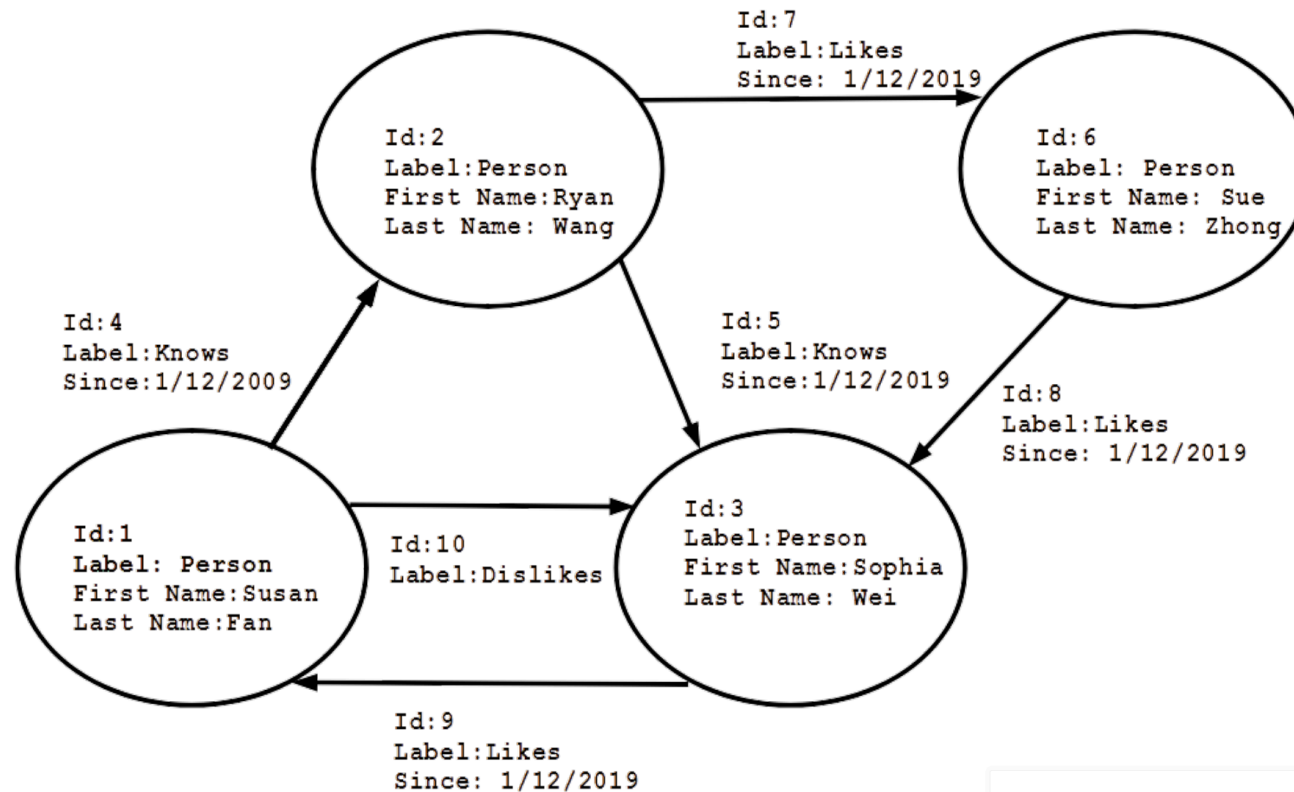 Id:7
Label:Likes
Since: 1/12/2019
Id:2
Label:Person
First Name:Ryan
Last Name: Wang
Id:6
Label: Person
First Name: Sue
Last Name: Zhong
Id:4
Label:Knows
Since:1/12/2009
Id:5
Label:Knows
Since:1/12/2019
Id:8
Label:Likes
Since: 1/12/2019
Id:1
Label: Person
First Name:Susan
Last Name:Fan
Id:10
Label:Dislikes
Id:3
Label:Person
First Name:Sophia
Last Name: Wei
Id:9
Label:Likes
Since: 1/12/2019